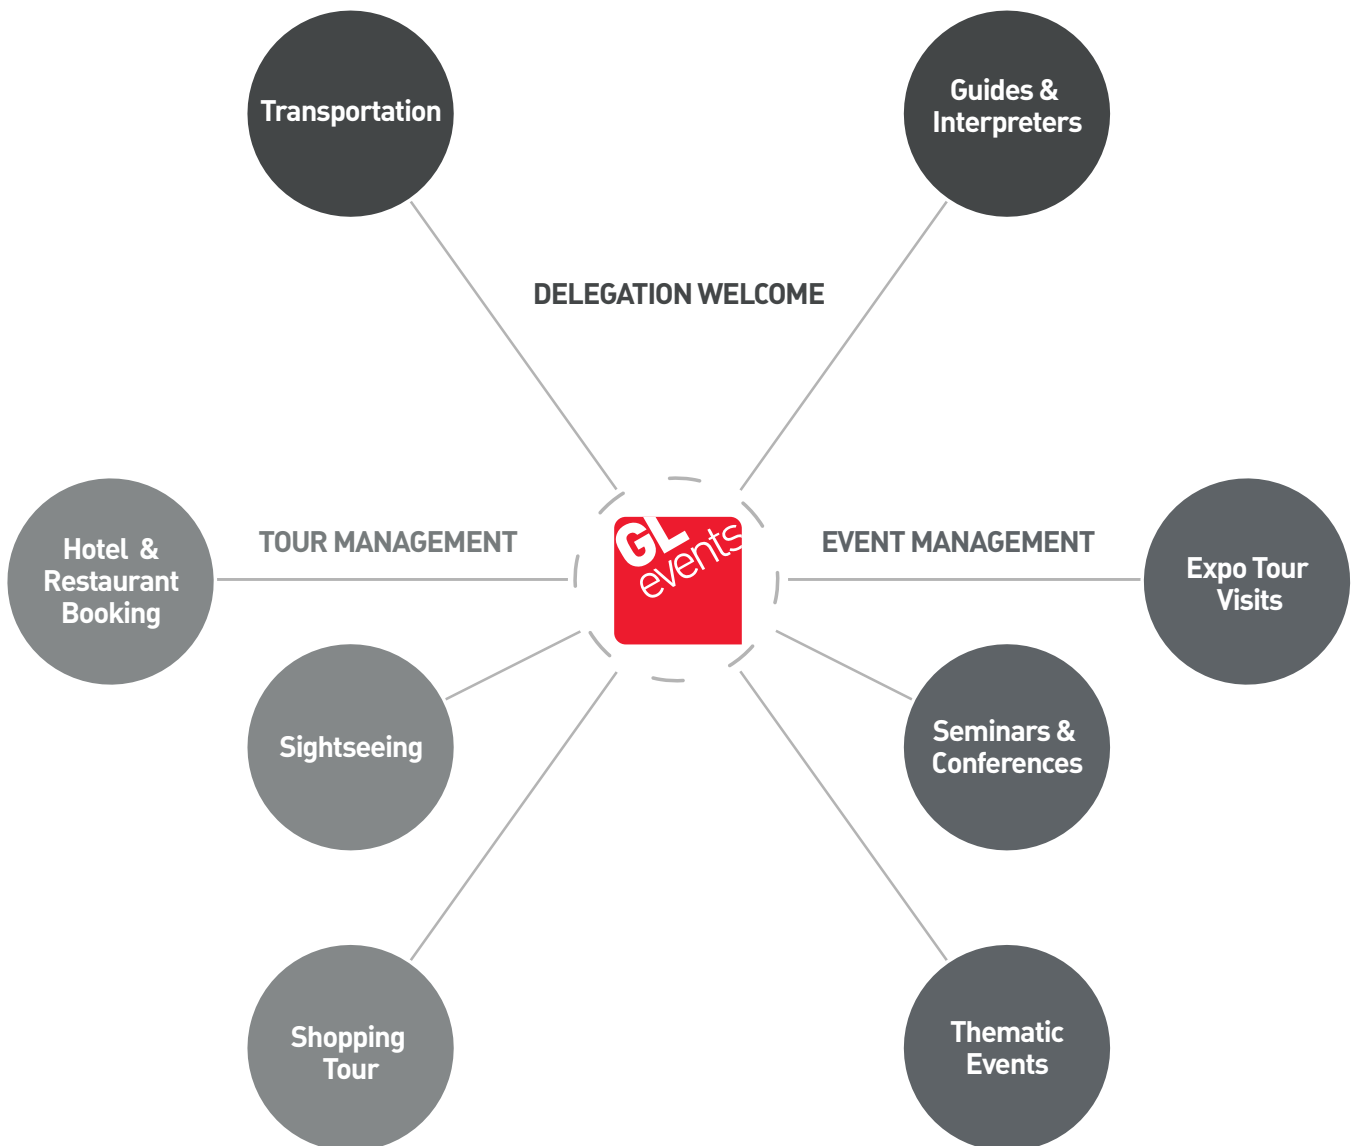 Transportation
Guides &
Interpreters
DELEGATION WELCOME
Hotel &
Restaurant
Booking
TOUR MANAGEMENT
GL
events
EVENT MANAGEMENT
Expo Tour
Visits
Sightseeing
Seminars &
Conferences
Shopping
Tour
Thematic
Events